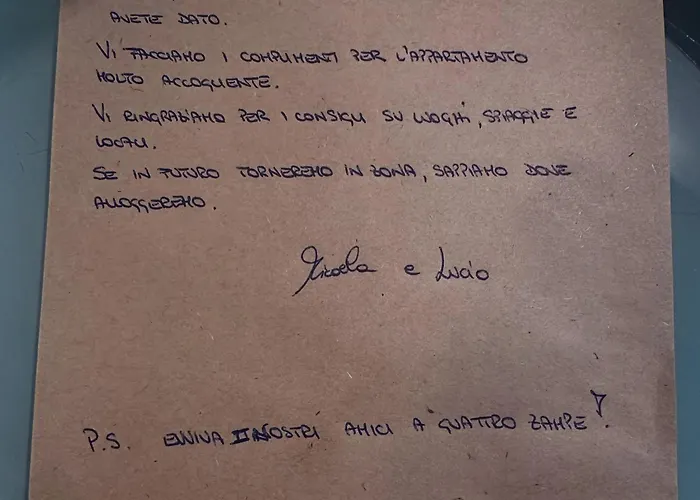 AVETE DATO.
VI FACCIAMO I COMPLIMENTI PER L'APPARTAMENTO
MOLTO ACCOGLIENTE.
VI RINGRAZIAMO PER I CONSIGLI SU LUOGHI, SPIAGGIE E
LOCALI.
SE IN FUTURO TORNEREMO IN ZONA, SAPPIAMO DOVE
ALLOGGEREMO.
e Lucio
P.S. EVVIVA I NOSTRI AMICI A QUATTRO ZAMPE!